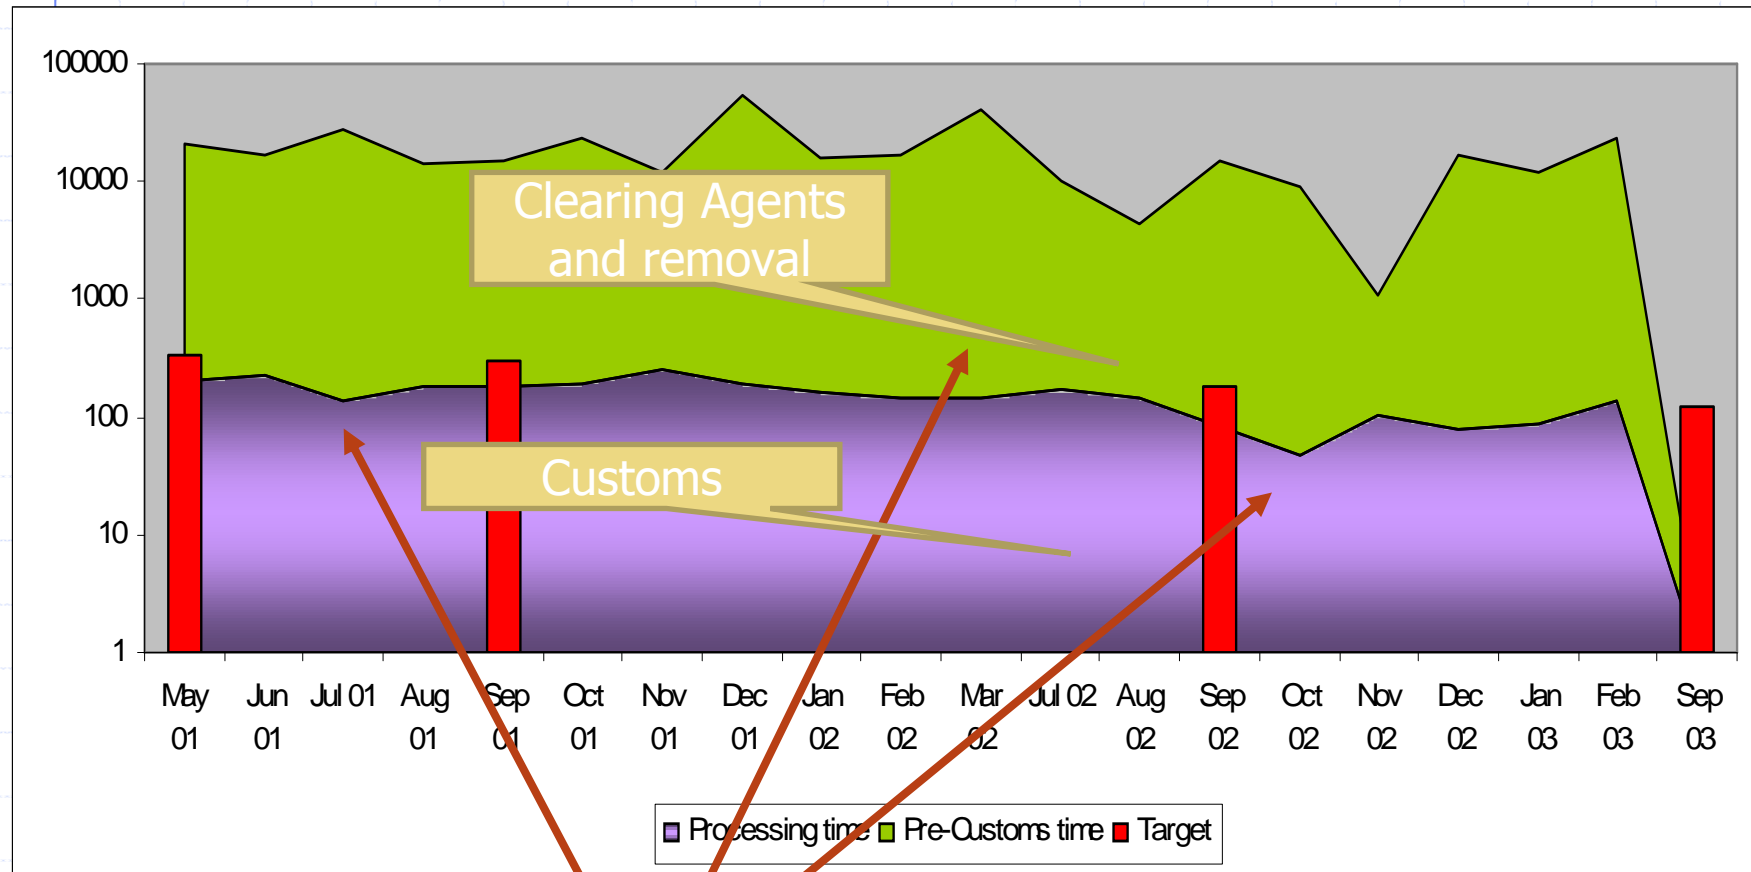 100000
10000
1000
100
10
1
Clearing Agents
and removal
Customs
May Jun Jul 01 Aug Sep Oct Nov Dec Jan Feb Mar Jul 02 Aug Sep Oct Nov Dec Jan Feb Sep
01 01 01 01 01 01 01 02 02 02 02 02 02 02 02 03 03 03
Processing time Pre-Customs time Target